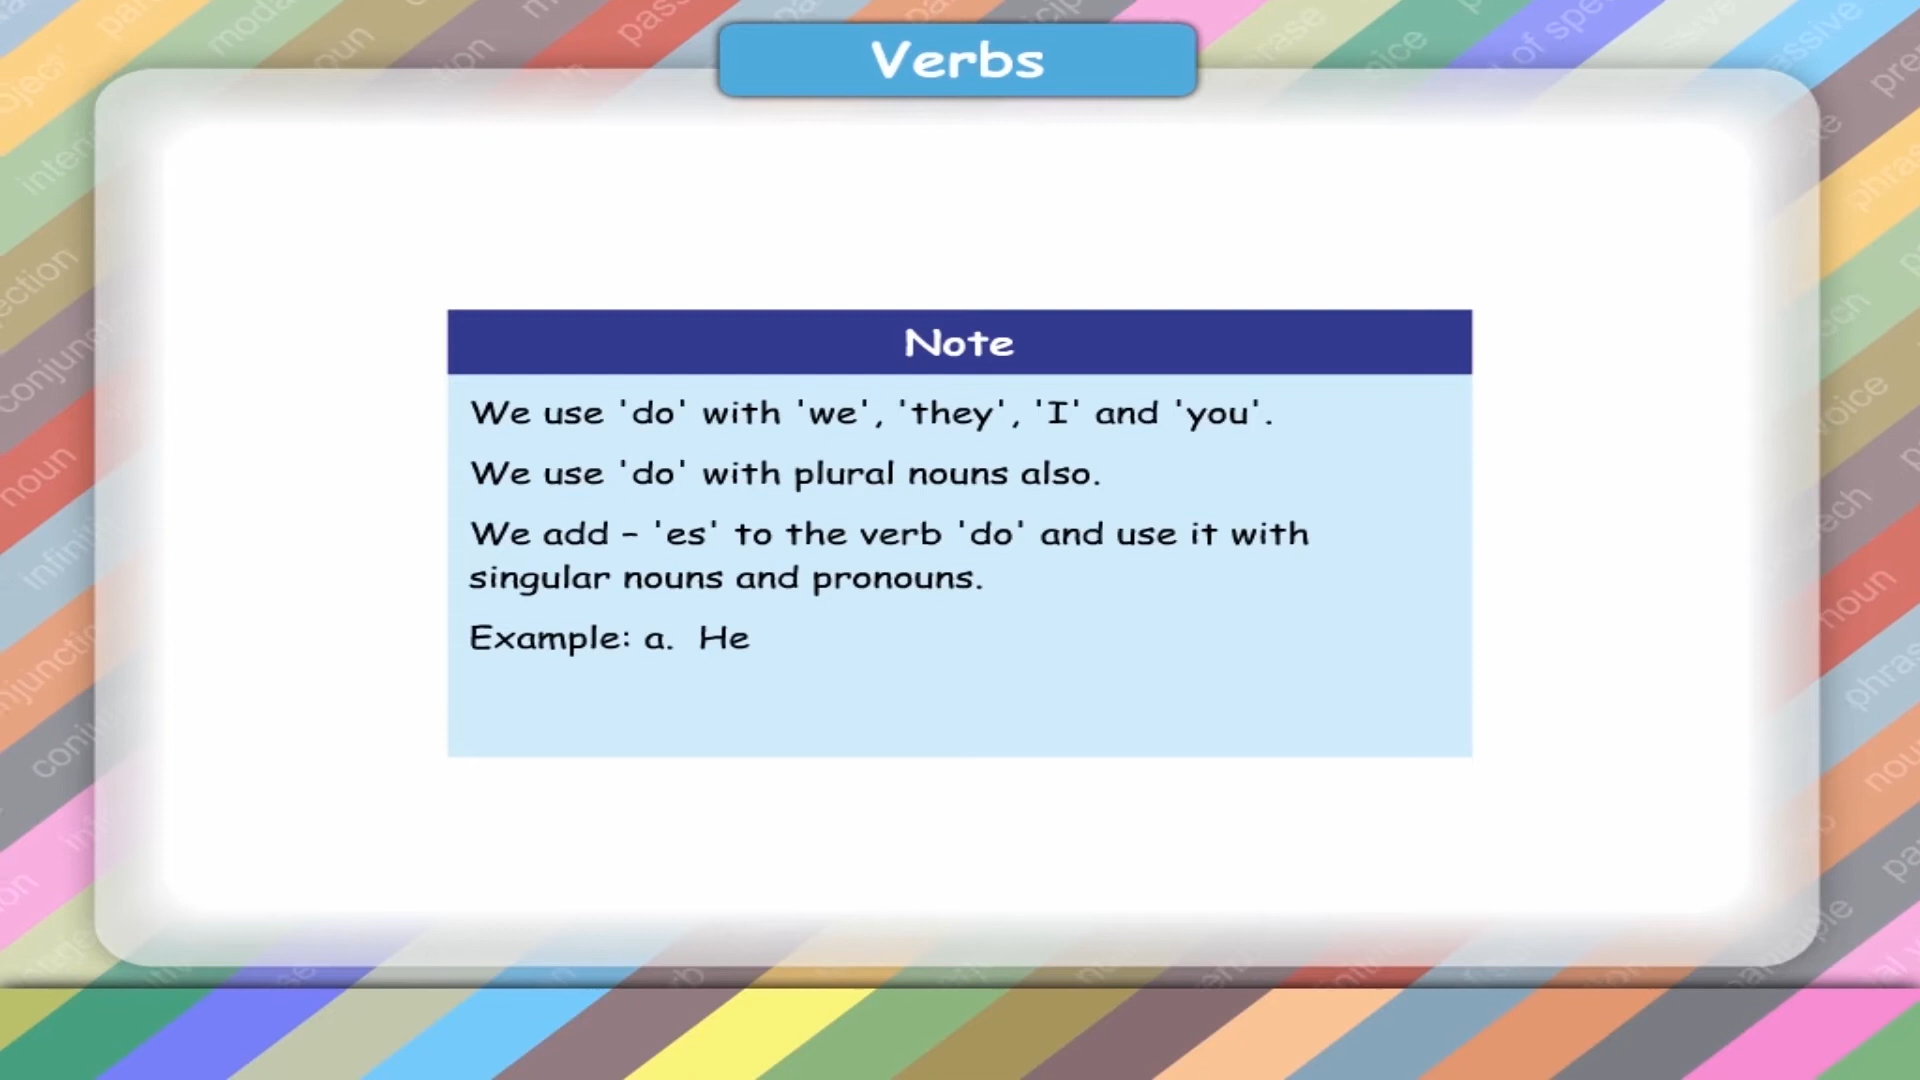 Verbs
Note
We use 'do' with 'we', 'they', 'I' and 'you'.
We use 'do' with plural nouns also.
We add – 'es' to the verb 'do' and use it with
singular nouns and pronouns.
Example: a. He